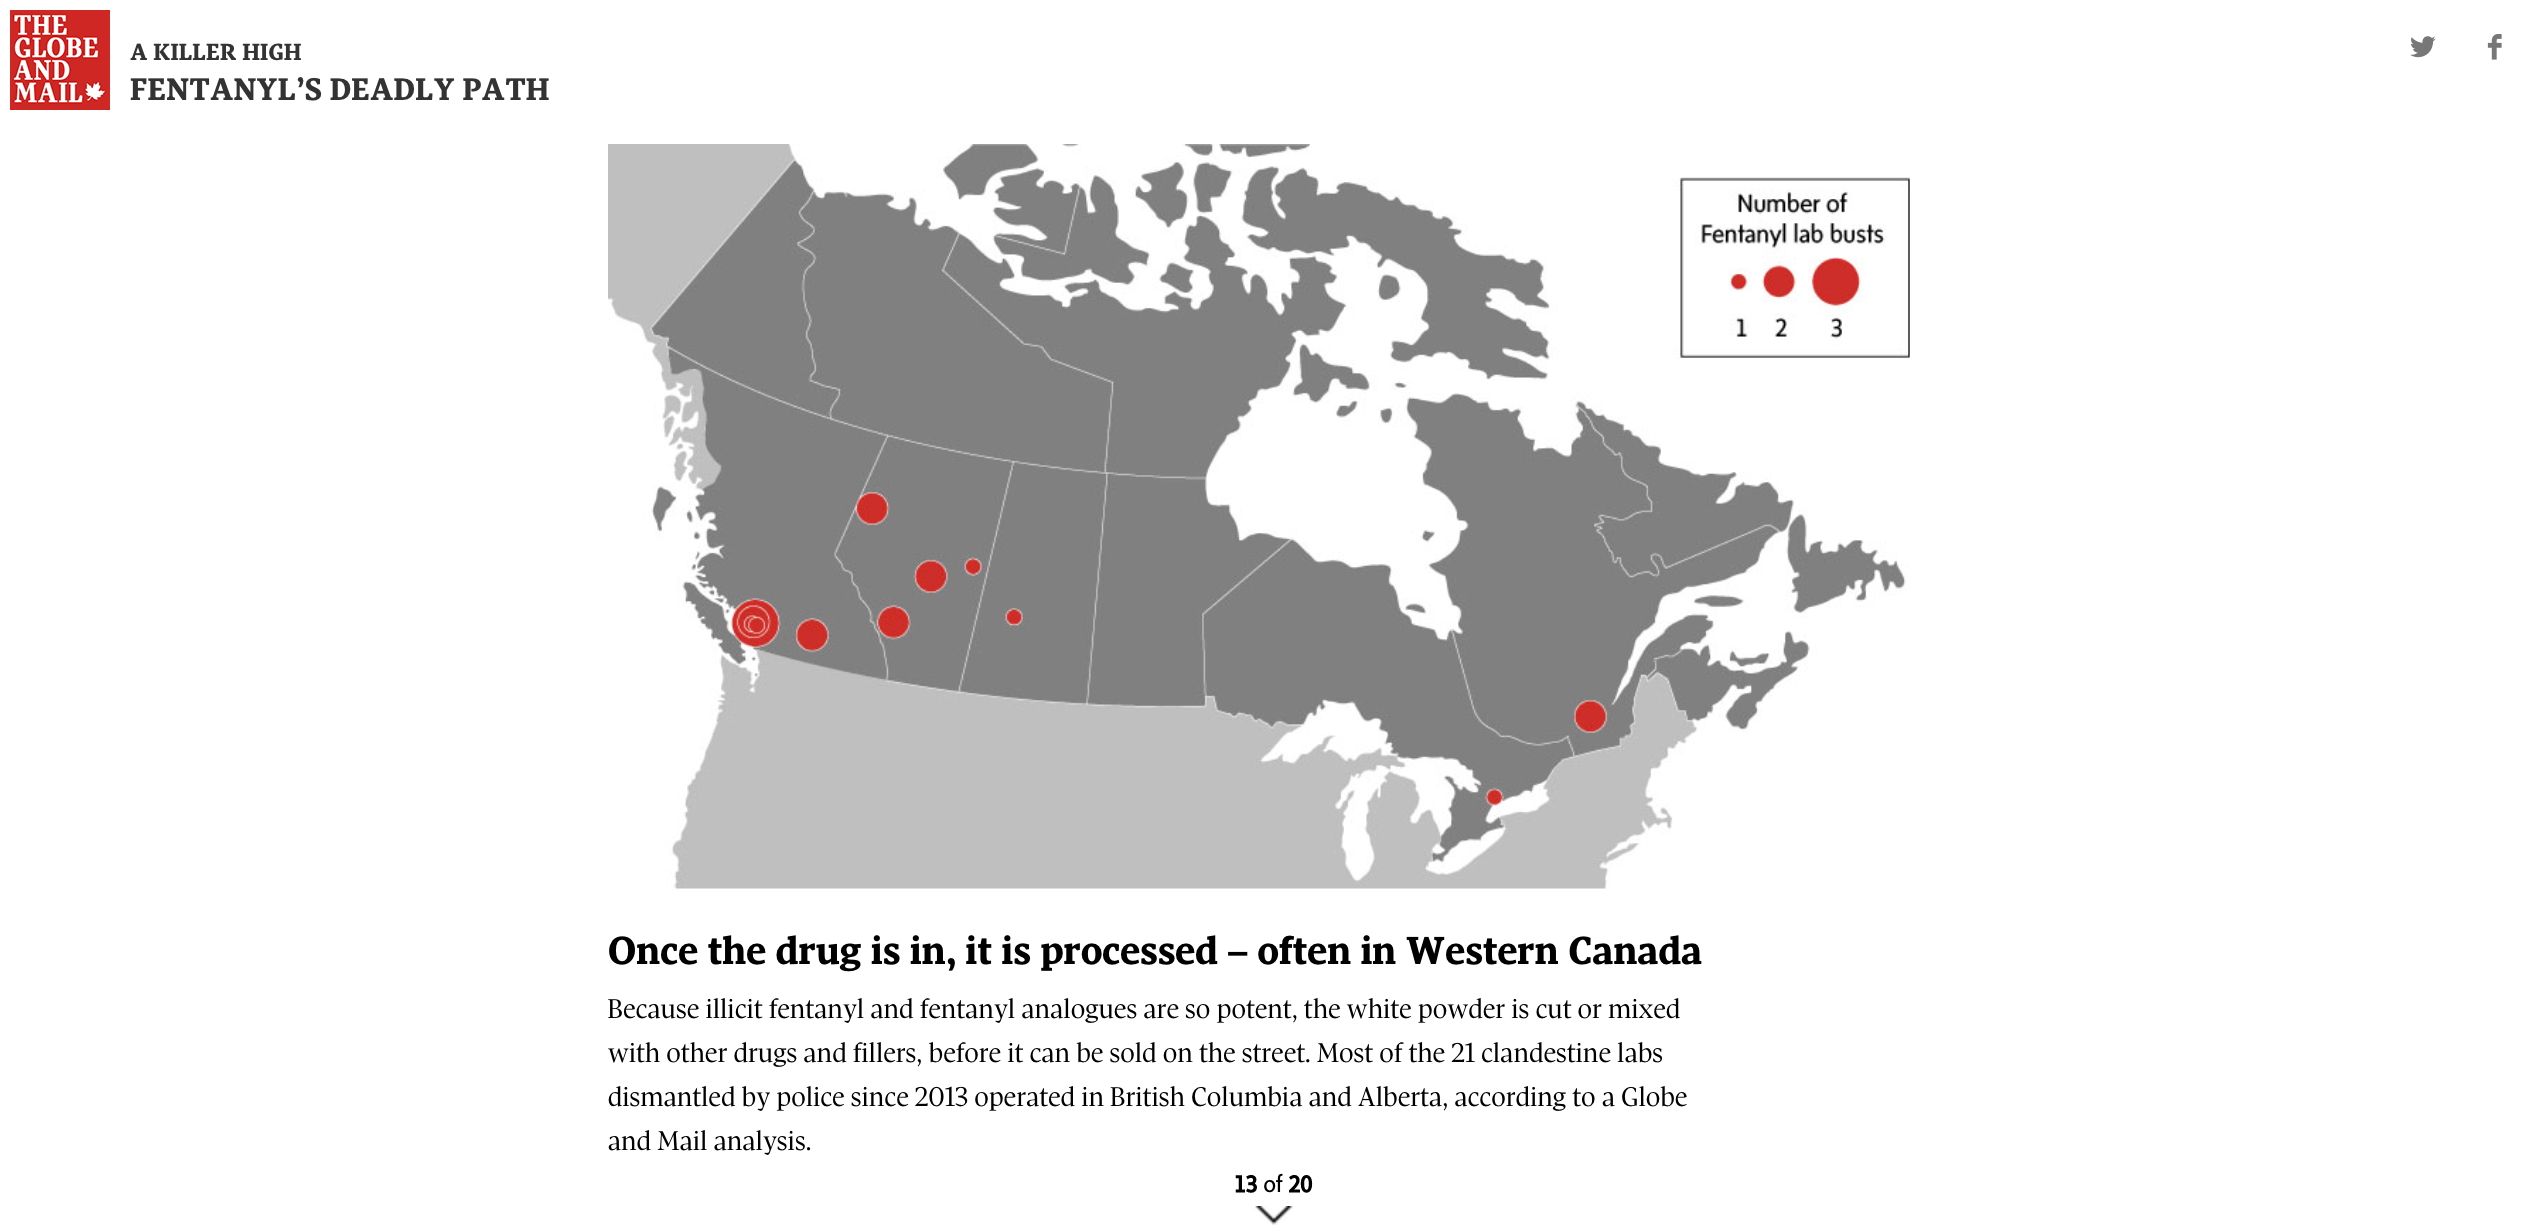 THE
GLOBE
AND
MAIL
A KILLER HIGH
FENTANYL’S DEADLY PATH
Number of
Fentanyl lab busts
1 2 3
Once the drug is in, it is processed – often in Western Canada
Because illicit fentanyl and fentanyl analogues are so potent, the white powder is cut or mixed
with other drugs and fillers, before it can be sold on the street. Most of the 21 clandestine labs
dismantled by police since 2013 operated in British Columbia and Alberta, according to a Globe
and Mail analysis.
13 of 20